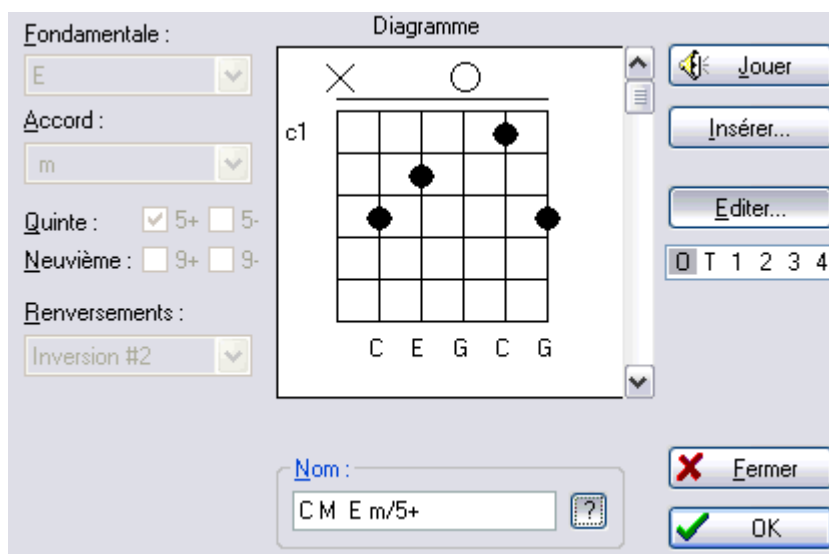 Fondamentale :
E
Accord :
m
Quinte : 5+ 5-
Neuvième : 9+ 9-
Renversements :
Inversion #2
Diagramme
c1
C E G C G
Nom :
C M E m/5+
?
Jouer
Insérer...
Editer...
0 T 1 2 3 4
Fermer
OK